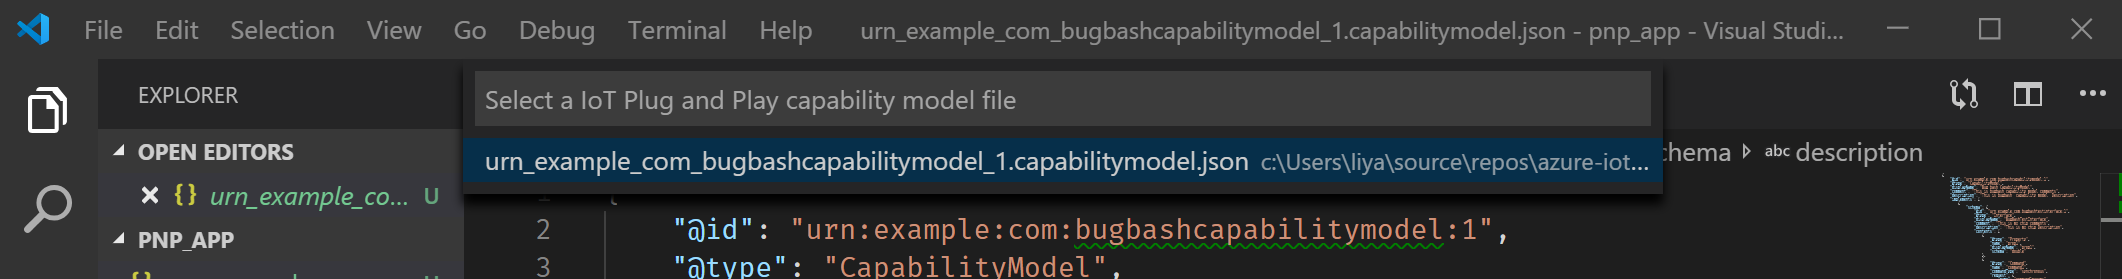 File Edit Selection View Go Debug Terminal Help urn_example_com_bugbashcapabilitymodel_1.capabilitymodel.json - pnp_app - Visual Studi...
EXPLORER
Select a IoT Plug and Play capability model file
OPEN EDITORS
urn_example_com_bugbashcapabilitymodel_1.capabilitymodel.json c:\Users\liya\source\repos\azure-iot...
chema abc description
{} urn_example_co... U
PNP_APP
2 "@id": "urn:example:com:bugbashcapabilitymodel:1",
3 "@type": "CapabilityModel",